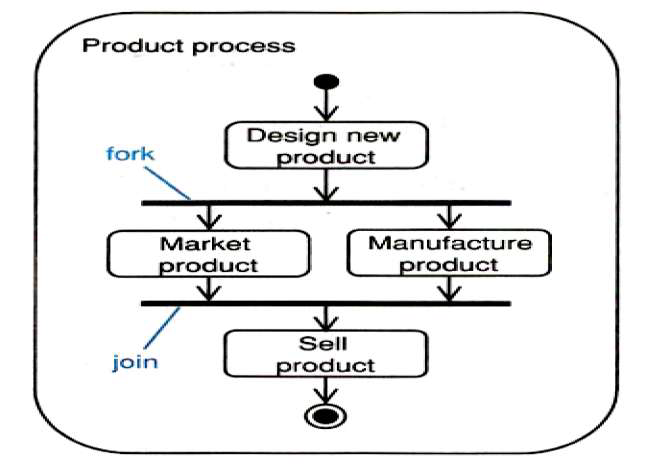 Product process
Design new
product
fork
Market
product
Manufacture
product
join
Sell
product